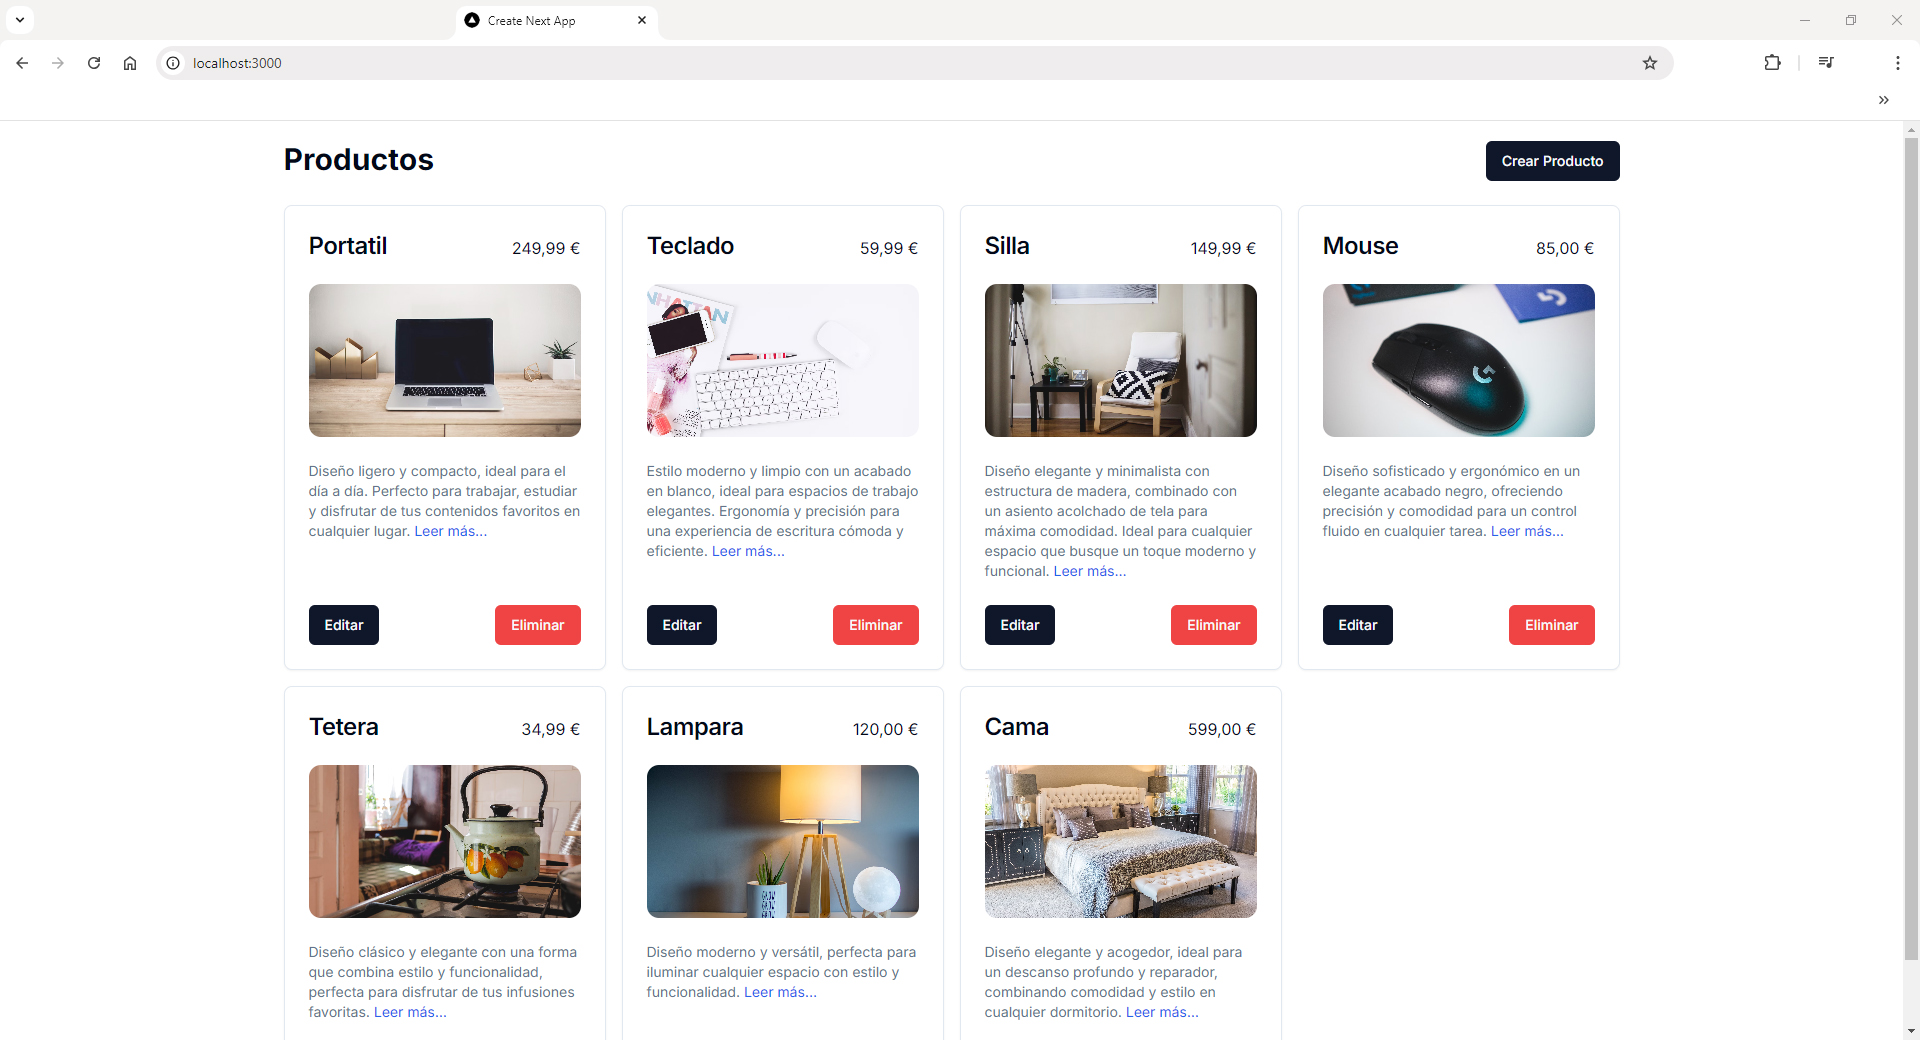 Create Next App
localhost:3000
Productos
Crear Producto
Portatil
249,99 €
Diseño ligero y compacto, ideal para el
día a día. Perfecto para trabajar, estudiar
y disfrutar de tus contenidos favoritos en
cualquier lugar. Leer más...
Editar
Eliminar
Teclado
59,99 €
Estilo moderno y limpio con un acabado
en blanco, ideal para espacios de trabajo
elegantes. Ergonomía y precisión para
una experiencia de escritura cómoda y
eficiente. Leer más...
Editar
Eliminar
Silla
149,99 €
Diseño elegante y minimalista con
estructura de madera, combinado con
un asiento acolchado de tela para
máxima comodidad. Ideal para cualquier
espacio que busque un toque moderno y
funcional. Leer más...
Editar
Eliminar
Mouse
85,00 €
Diseño sofisticado y ergonómico en un
elegante acabado negro, ofreciendo
precisión y comodidad para un control
fluido en cualquier tarea. Leer más...
Editar
Eliminar
Tetera
34,99 €
Diseño clásico y elegante con una forma
que combina estilo y funcionalidad,
perfecta para disfrutar de tus infusiones
favoritas. Leer más...
Lampara
120,00 €
Diseño moderno y versátil, perfecta para
iluminar cualquier espacio con estilo y
funcionalidad. Leer más...
Cama
599,00 €
Diseño elegante y acogedor, ideal para
un descanso profundo y reparador,
combinando comodidad y estilo en
cualquier dormitorio. Leer más...